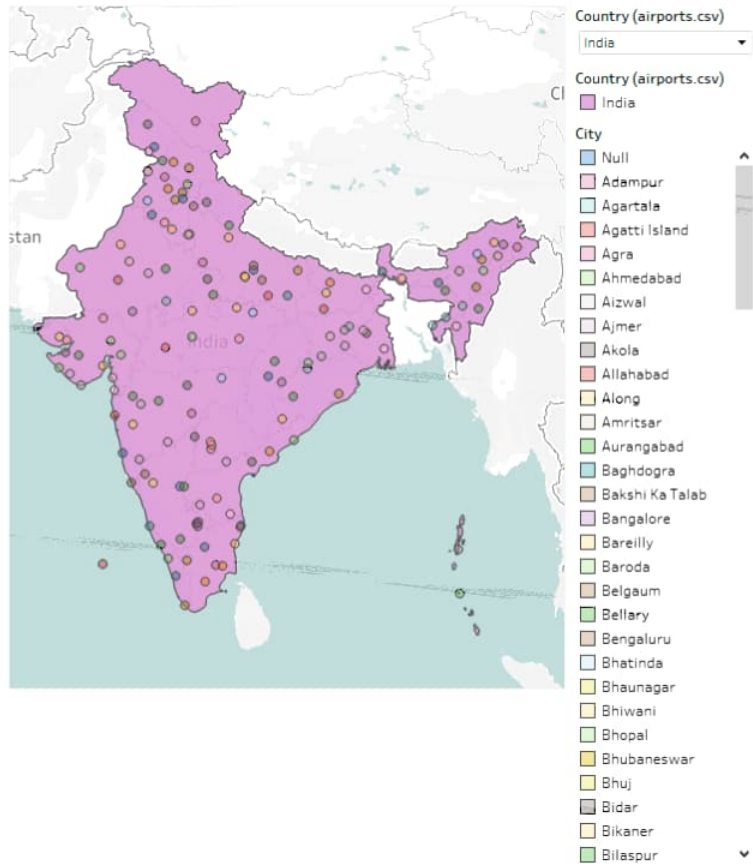 Country (airports.csv)
India
Country (airports.csv)
India
City
Null
Adampur
Agartala
Agatti Island
Agra
Ahmedabad
Aizwal
Ajmer
Akola
Allahabad
Along
Amritsar
Aurangabad
Baghdogra
Bakshi Ka Talab
Bangalore
Bareilly
Baroda
Belgaum
Bellary
Bengaluru
Bhatinda
Bhaunagar
Bhiwani
Bhopal
Bhubaneswar
Bhuj
Bidar
Bikaner
Bilaspur
Cl
stan
India